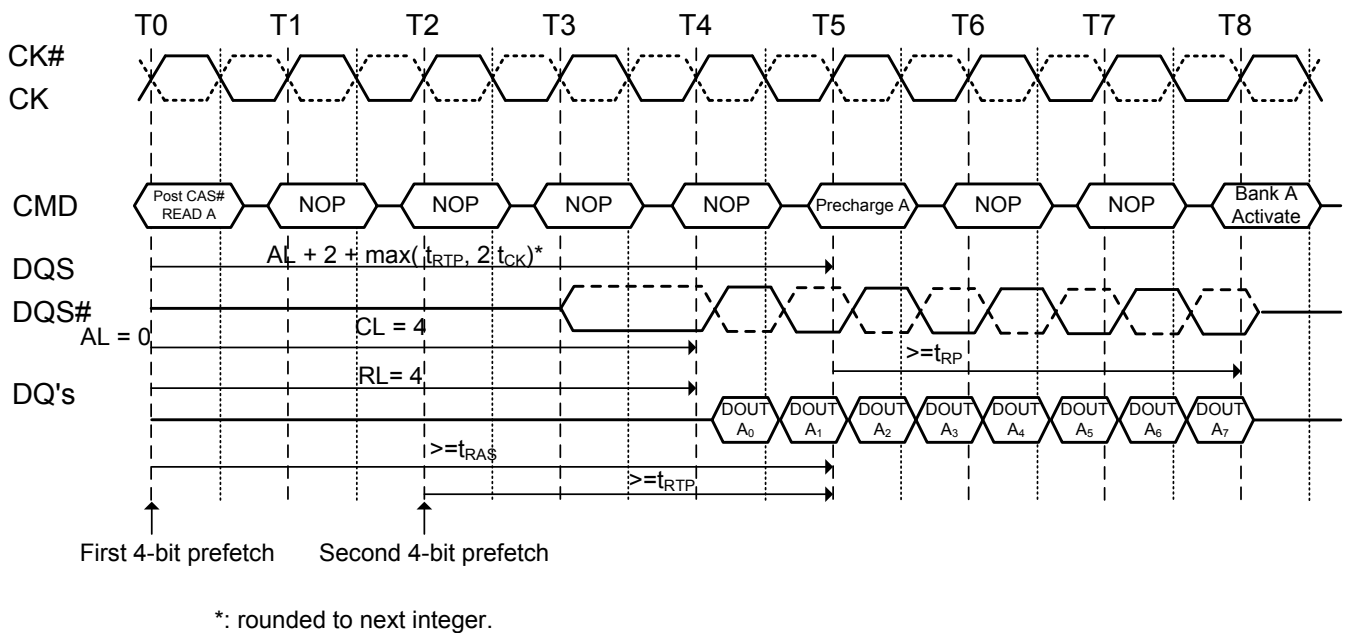 T0 T1 T2 T3 T4 T5 T6 T7 T8
CK#
CK
CMD
Post CAS#
READ A
NOP
NOP
NOP
NOP
Precharge A
NOP
NOP
Bank A
Activate
DQS
AL + 2 + max( tRTP, 2 tCK)*
DQS#
AL = 0
CL = 4
>=tRP
RL= 4
DQ's
DOUT
A0
DOUT
A1
DOUT
A2
DOUT
A3
DOUT
A4
DOUT
A5
DOUT
A6
DOUT
A7
>=tRAS
>=tRTP
First 4-bit prefetch
Second 4-bit prefetch
*: rounded to next integer.